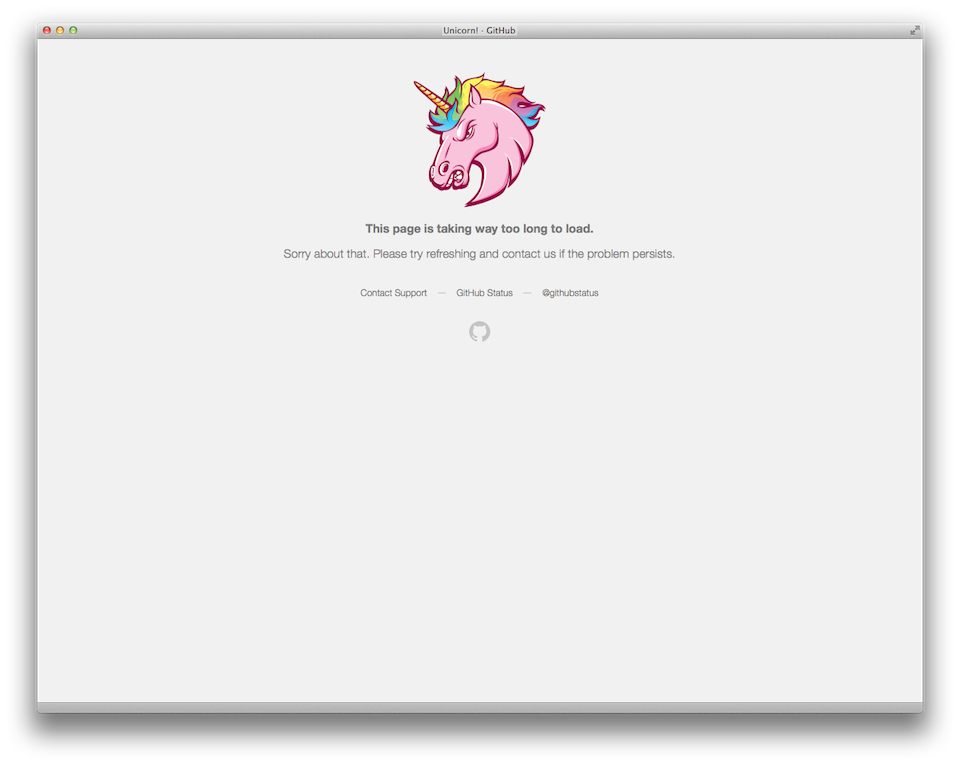 Unicorn! · GitHub
This page is taking way too long to load.
Sorry about that. Please try refreshing and contact us if the problem persists.
Contact Support — GitHub Status — @githubstatus